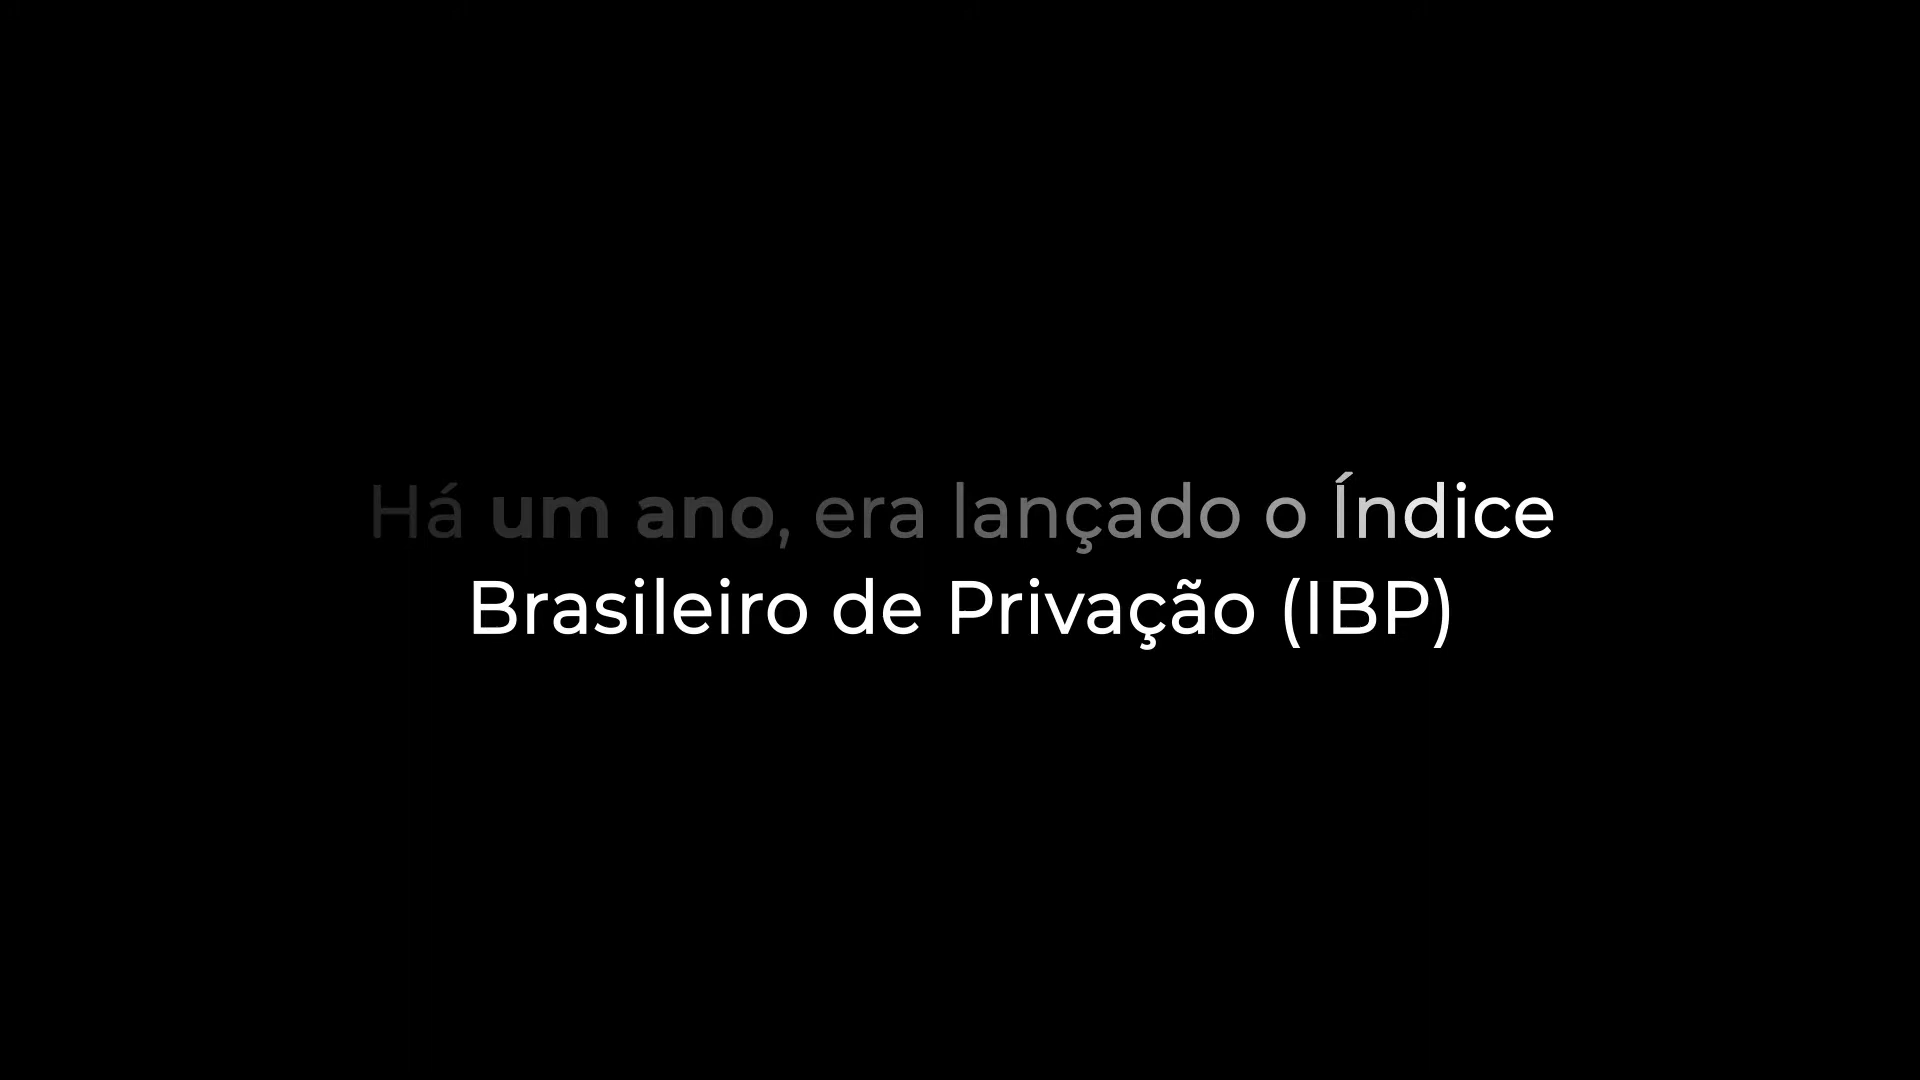 Há um ano, era lançado o Índice
Brasileiro de Privação (IBP)